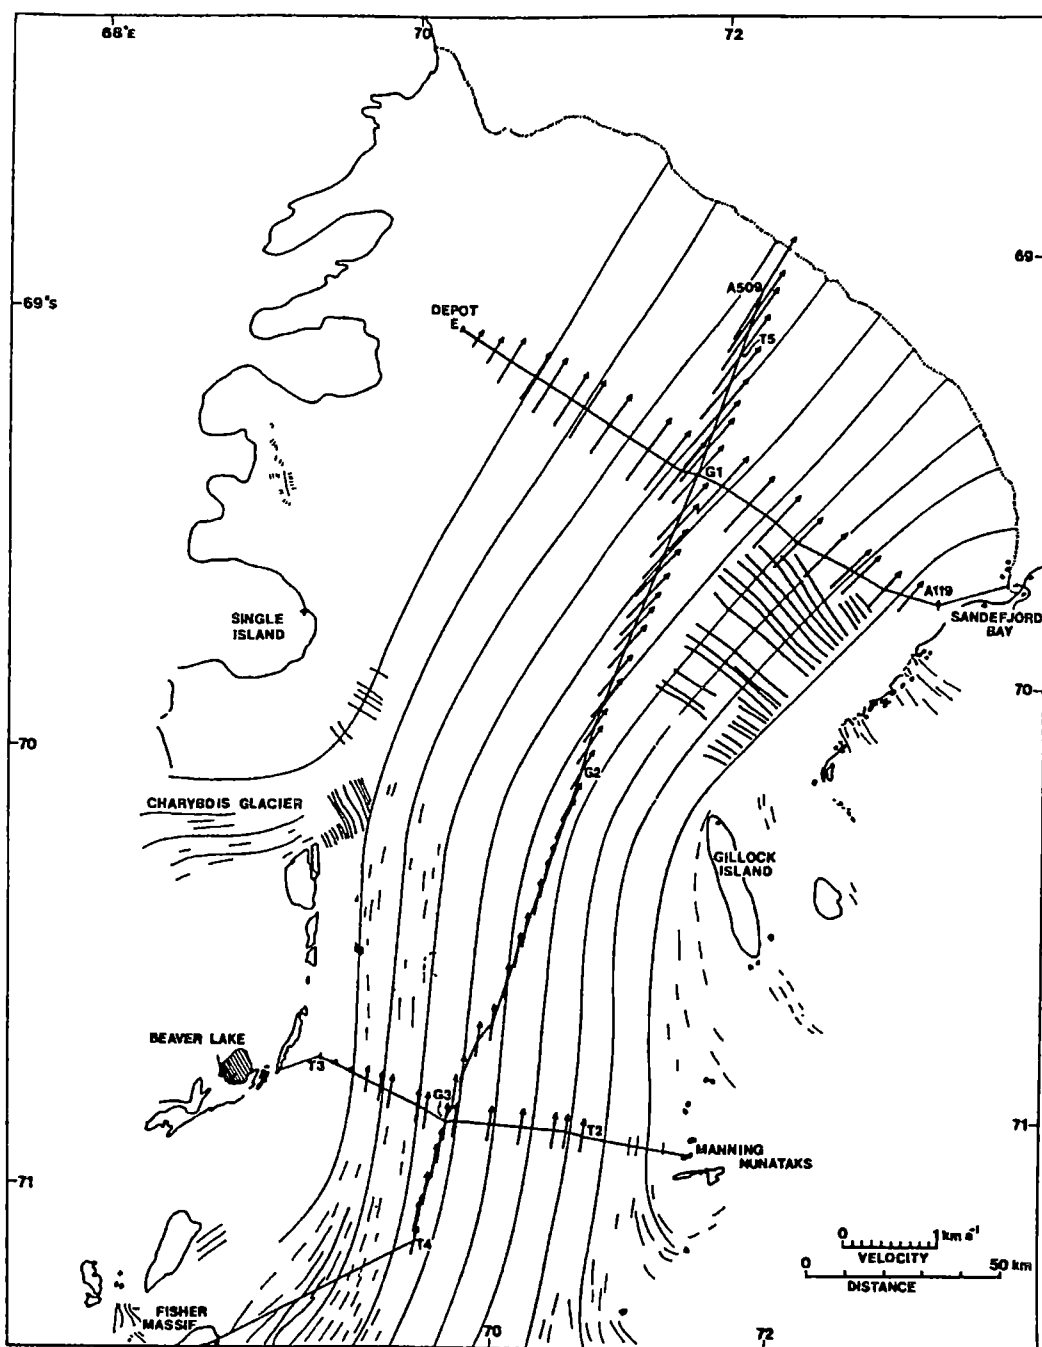 68°E
70
72
69
69°S
DEPOT
E
A509
T5
G1
A119
SANDEFJORD
BAY
SINGLE
ISLAND
70
70
G2
CHARYBDIS GLACIER
GILLOCK
ISLAND
BEAVER LAKE
T3
G3
T2
71
MANNING
NUNATAKS
71
T4
0 1 km a⁻¹
VELOCITY
0 50 km
DISTANCE
FISHER
MASSIF
70
72